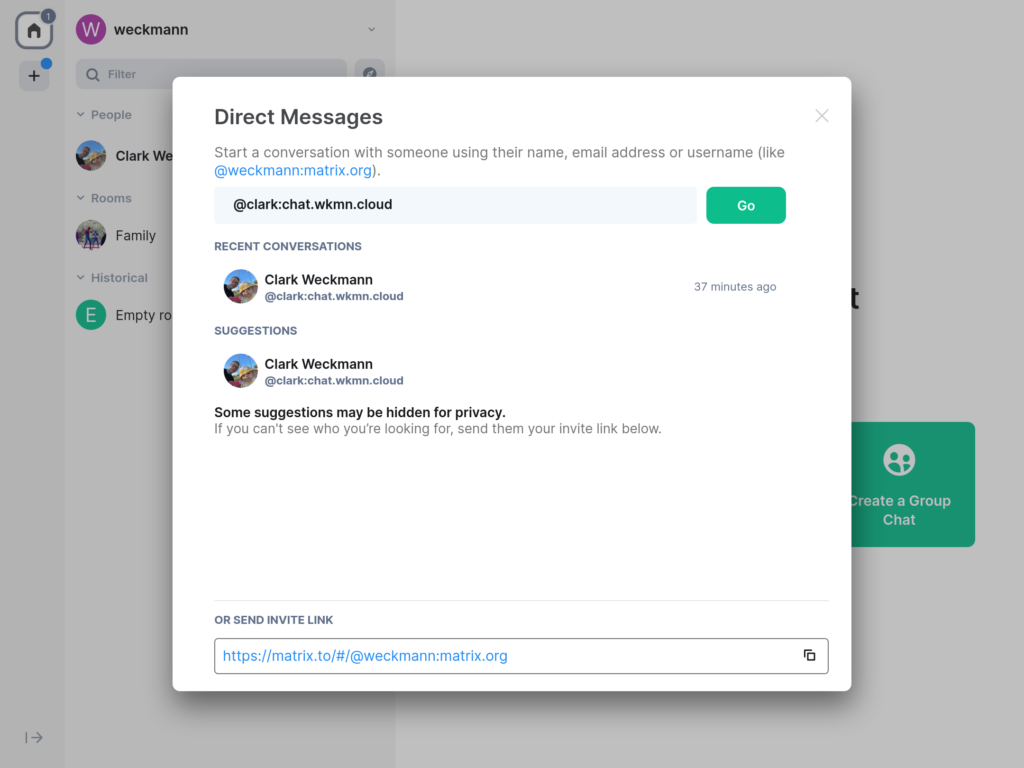 1
W
weckmann
Filter
People
Clark We
Rooms
Family
Historical
E
Empty ro
Direct Messages
Start a conversation with someone using their name, email address or username (like
@weckmann:matrix.org).
@clark:chat.wkmn.cloud
Go
RECENT CONVERSATIONS
Clark Weckmann
@clark:chat.wkmn.cloud
37 minutes ago
SUGGESTIONS
Clark Weckmann
@clark:chat.wkmn.cloud
Some suggestions may be hidden for privacy.
If you can't see who you're looking for, send them your invite link below.
OR SEND INVITE LINK
https://matrix.to/#/@weckmann:matrix.org
t
Create a Group
Chat